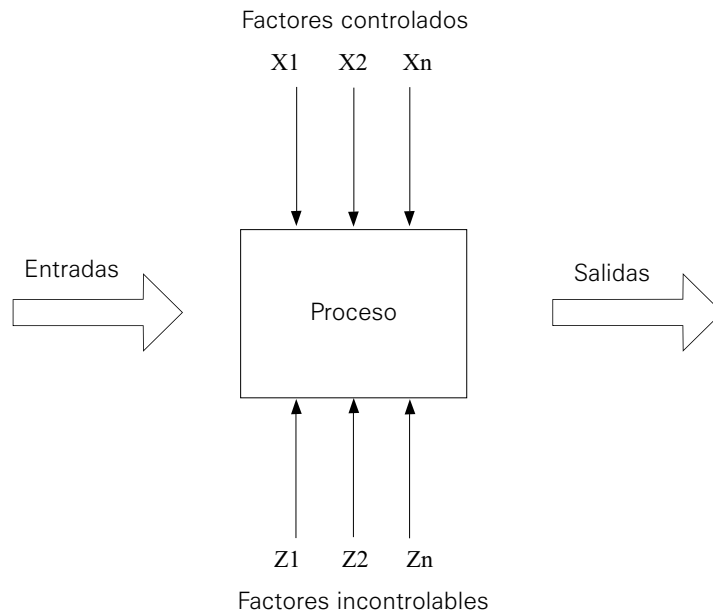 Factores controlados
X1 X2 Xn
Entradas
Salidas
Proceso
Z1 Z2 Zn
Factores incontrolables